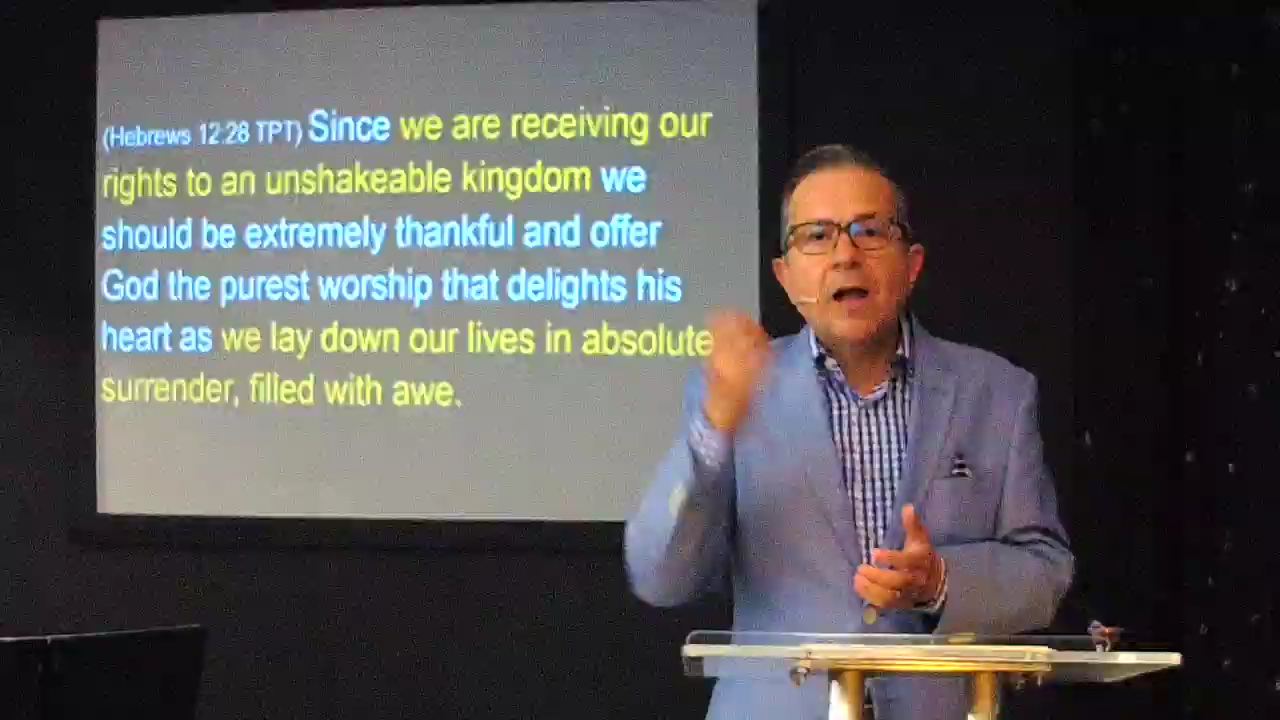 (Hebrews 12:28 TPT) Since we are receiving our
rights to an unshakeable kingdom we
should be extremely thankful and offer
God the purest worship that delights his
heart as we lay down our lives in absolute
surrender, filled with awe.